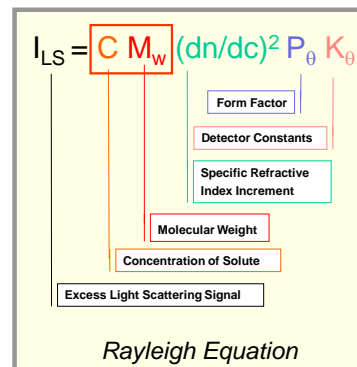 I_LS = C M_w (dn/dc)² P_θ K_θ
Form Factor
Detector Constants
Specific Refractive
Index Increment
Molecular Weight
Concentration of Solute
Excess Light Scattering Signal
Rayleigh Equation